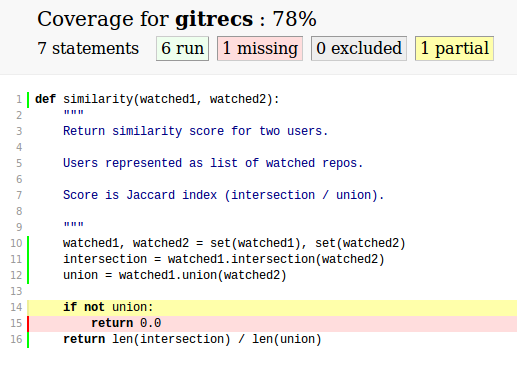 Coverage for gitrecs : 78%
7 statements 6 run 1 missing 0 excluded 1 partial
1 def similarity(watched1, watched2):
2     """
3     Return similarity score for two users.
4
5     Users represented as list of watched repos.
6
7     Score is Jaccard index (intersection / union).
8
9     """
10     watched1, watched2 = set(watched1), set(watched2)
11     intersection = watched1.intersection(watched2)
12     union = watched1.union(watched2)
13
14     if not union:
15         return 0.0
16     return len(intersection) / len(union)